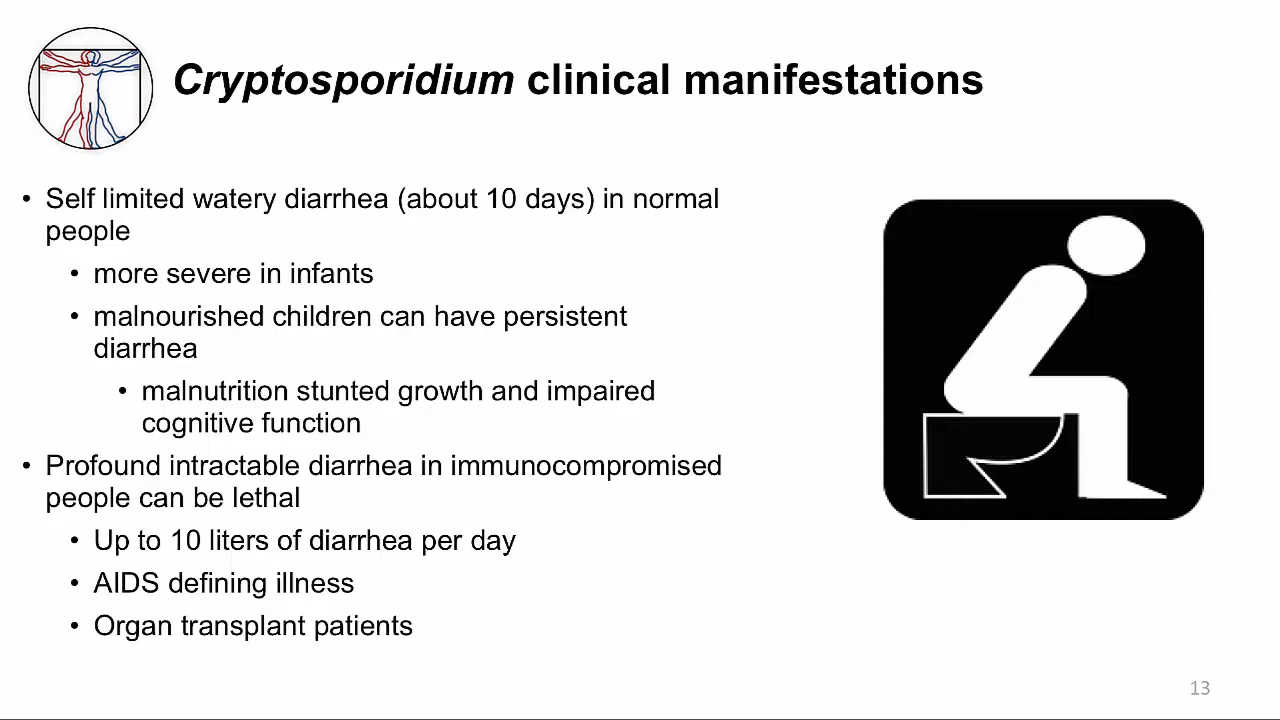 Cryptosporidium clinical manifestations
• Self limited watery diarrhea (about 10 days) in normal
people
• more severe in infants
• malnourished children can have persistent
diarrhea
• malnutrition stunted growth and impaired
cognitive function
• Profound intractable diarrhea in immunocompromised
people can be lethal
• Up to 10 liters of diarrhea per day
• AIDS defining illness
• Organ transplant patients
13